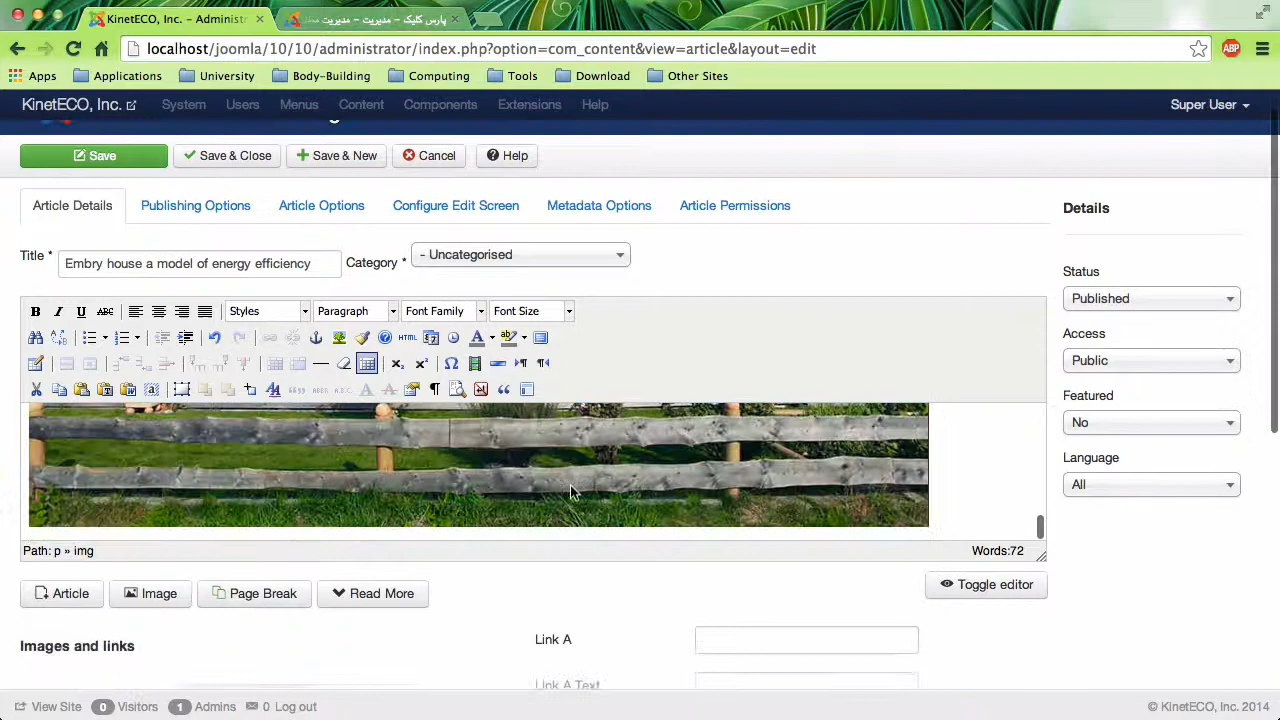 KinetECO, Inc. – Administr
پارس کلیک – مدیریت – مدیریت
localhost/joomla/10/10/administrator/index.php?option=com_content&view=article&layout=edit
ABP
Apps Applications University Body-Building Computing Tools Download Other Sites
KinetECO, Inc. System Users Menus Content Components Extensions Help Super User
Save Save & Close Save & New Cancel Help
Article Details Publishing Options Article Options Configure Edit Screen Metadata Options Article Permissions
Details
Title * Embry house a model of energy efficiency Category * - Uncategorised
Status
Published
B I U ABC Styles Paragraph Font Family Font Size
HTML
Access
Public
Featured
No
Language
All
Path: p » img Words:72
Article Image Page Break Read More Toggle editor
Images and links
Link A
Link A Text
View Site 0 Visitors 1 Admins 0 Log out © KinetECO, Inc. 2014